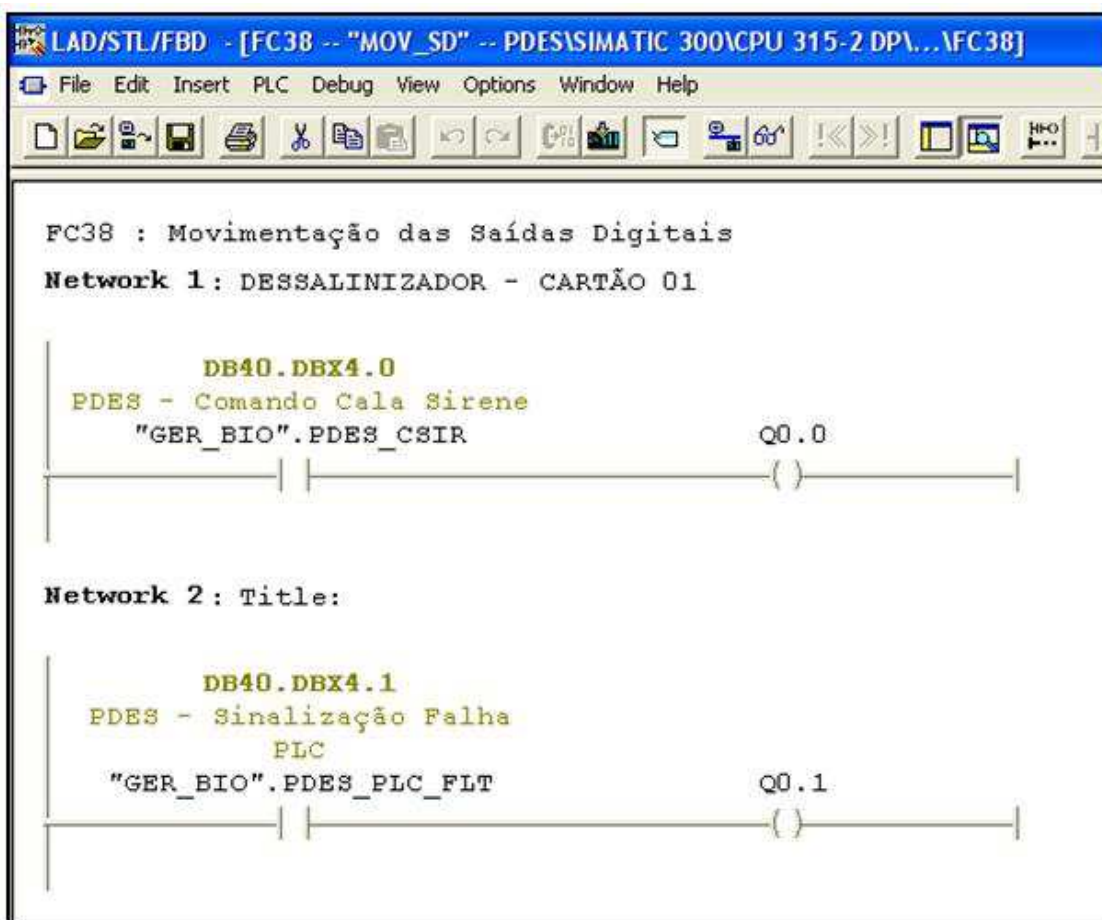 LAD/STL/FBD - [FC38 -- "MOV_SD" -- PDES\SIMATIC 300\CPU 315-2 DP\...\FC38]
File Edit Insert PLC Debug View Options Window Help
FC38 : Movimentação das Saídas Digitais
Network 1: DESSALINIZADOR - CARTÃO 01
DB40.DBX4.0
PDES - Comando Cala Sirene
"GER_BIO".PDES_CSIR Q0.0
Network 2: Title:
DB40.DBX4.1
PDES - Sinalização Falha
PLC
"GER_BIO".PDES_PLC_FLT Q0.1